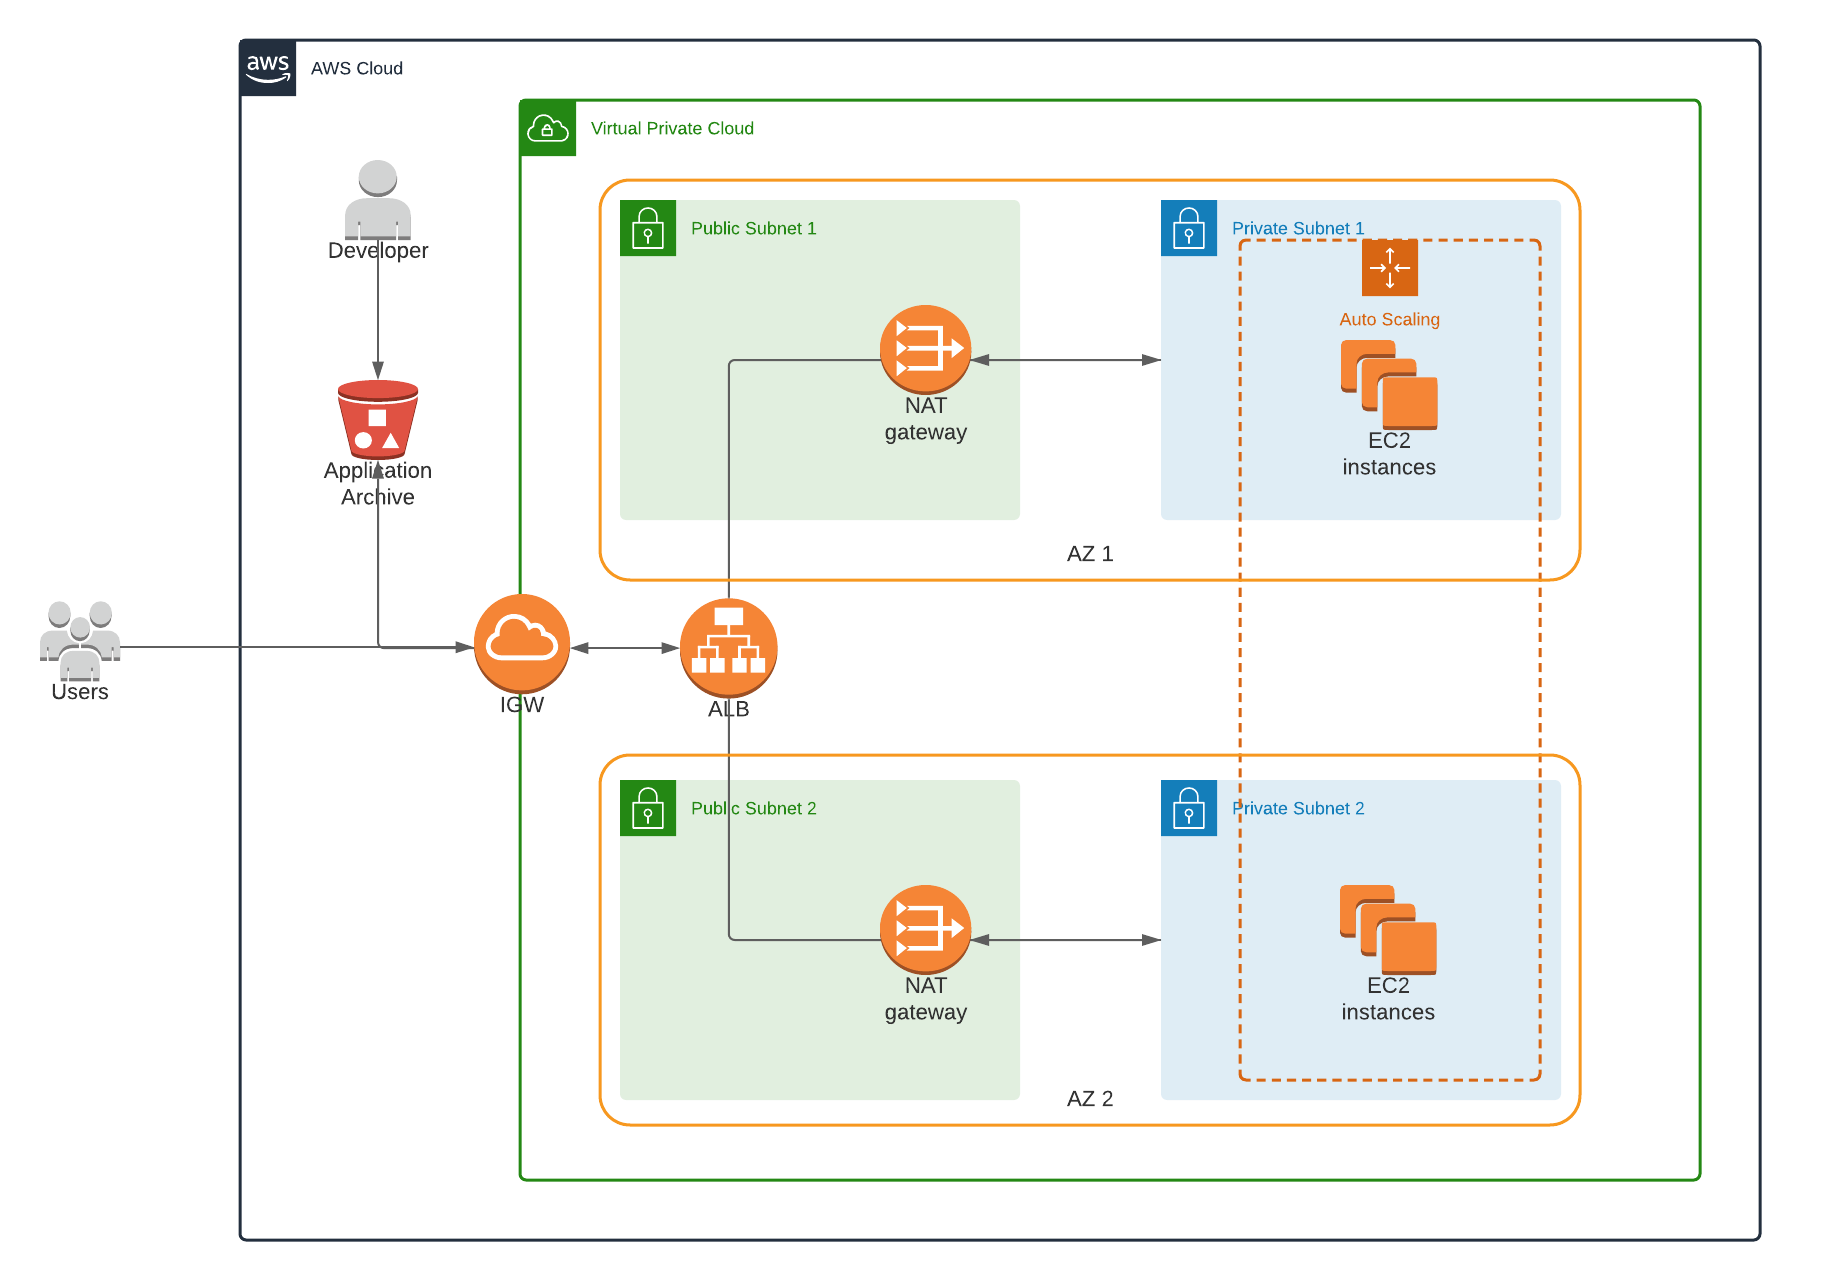 aws
AWS Cloud
Virtual Private Cloud
Developer
Public Subnet 1
Private Subnet 1
Auto Scaling
NAT
gateway
EC2
instances
Application
Archive
AZ 1
Users
IGW
ALB
Public Subnet 2
Private Subnet 2
NAT
gateway
EC2
instances
AZ 2